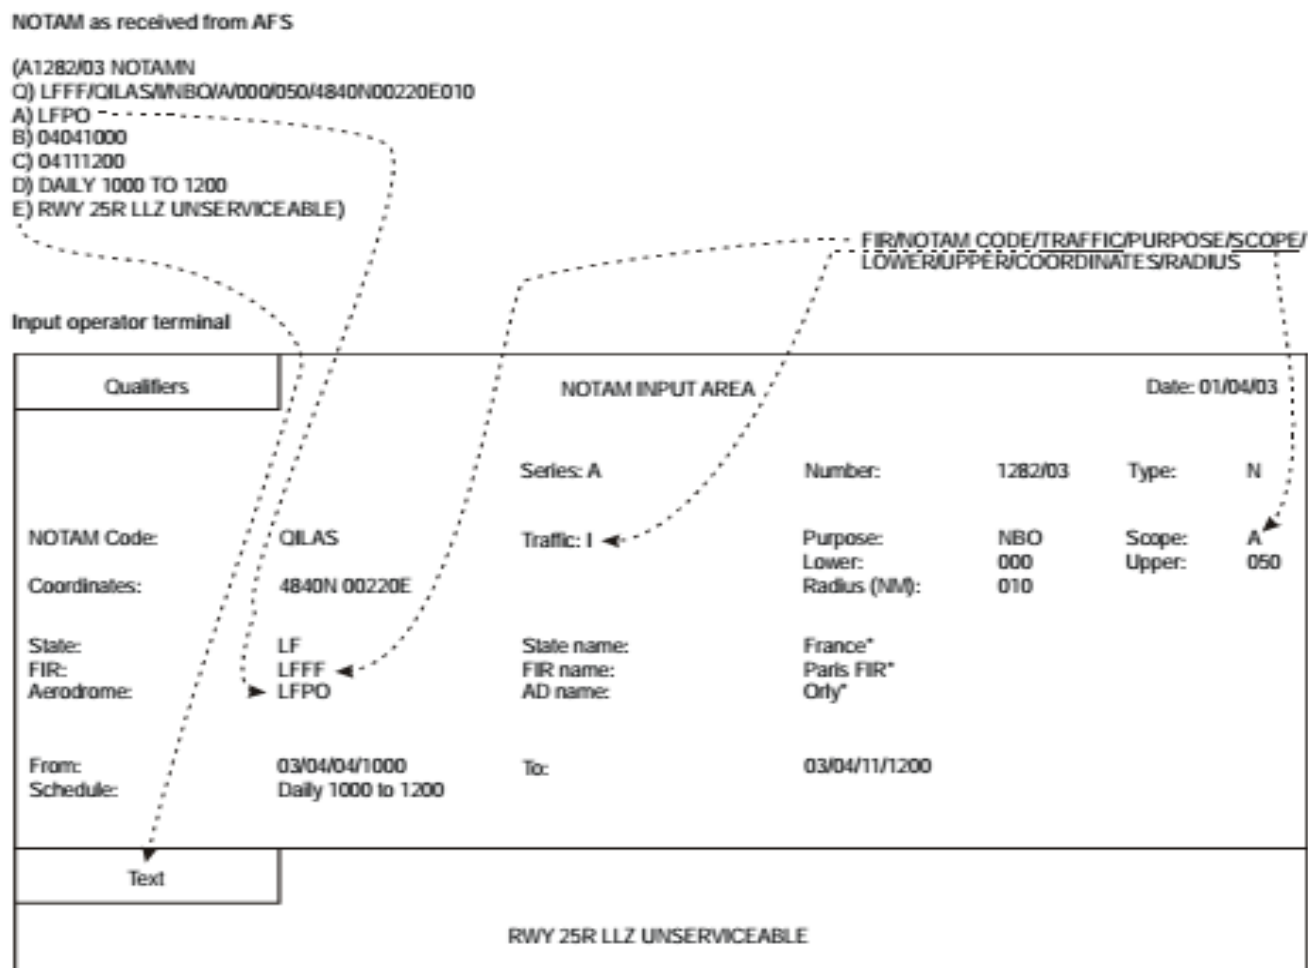 NOTAM as received from AFS
(A1282/03 NOTAMN
Q) LFFF/QILAS/I/NBO/A/000/050/4840N00220E010
A) LFPO
B) 04041000
C) 04111200
D) DAILY 1000 TO 1200
E) RWY 25R LLZ UNSERVICEABLE)
FIR/NOTAM CODE/TRAFFIC/PURPOSE/SCOPE/
LOWER/UPPER/COORDINATES/RADIUS
Input operator terminal
Qualifiers NOTAM INPUT AREA Date: 01/04/03
Series: A Number: 1282/03 Type: N
NOTAM Code: QILAS Traffic: I Purpose: NBO Scope: A
Lower: 000 Upper: 050
Coordinates: 4840N 00220E Radius (NM): 010
State: LF State name: France*
FIR: LFFF FIR name: Paris FIR*
Aerodrome: LFPO AD name: Orly*
From: 03/04/04/1000 To: 03/04/11/1200
Schedule: Daily 1000 to 1200
Text
RWY 25R LLZ UNSERVICEABLE